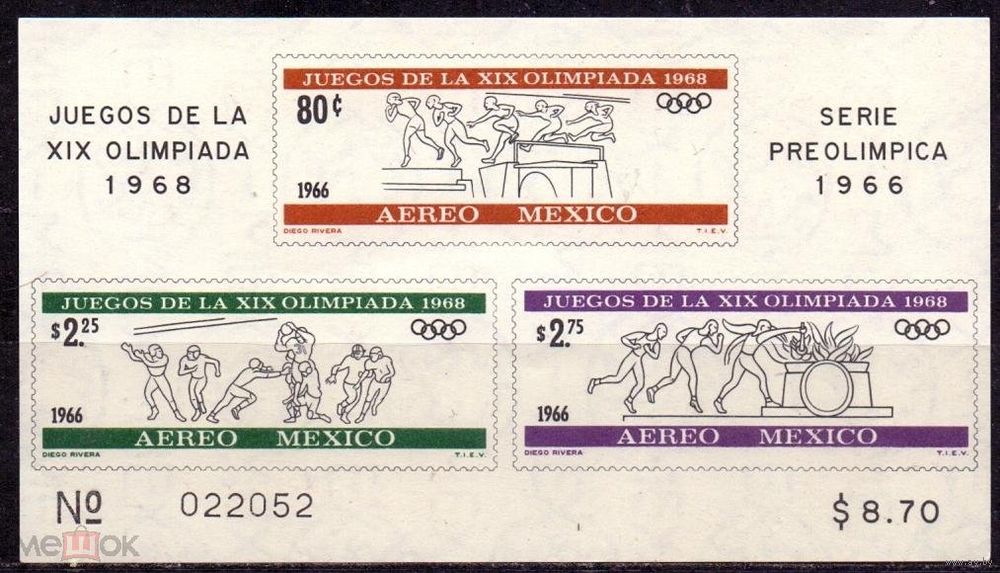 JUEGOS DE LA
XIX OLIMPIADA
1968
JUEGOS DE LA XIX OLIMPIADA 1968
80¢
1966
AEREO MEXICO
DIEGO RIVERA T.I.E.V.
SERIE
PREOLIMPICA
1966
JUEGOS DE LA XIX OLIMPIADA 1968
$2.25
1966
AEREO MEXICO
DIEGO RIVERA T.I.E.V.
JUEGOS DE LA XIX OLIMPIADA 1968
$2.75
1966
AEREO MEXICO
DIEGO RIVERA T.I.E.V.
Nº 022052
$8.70
мешок